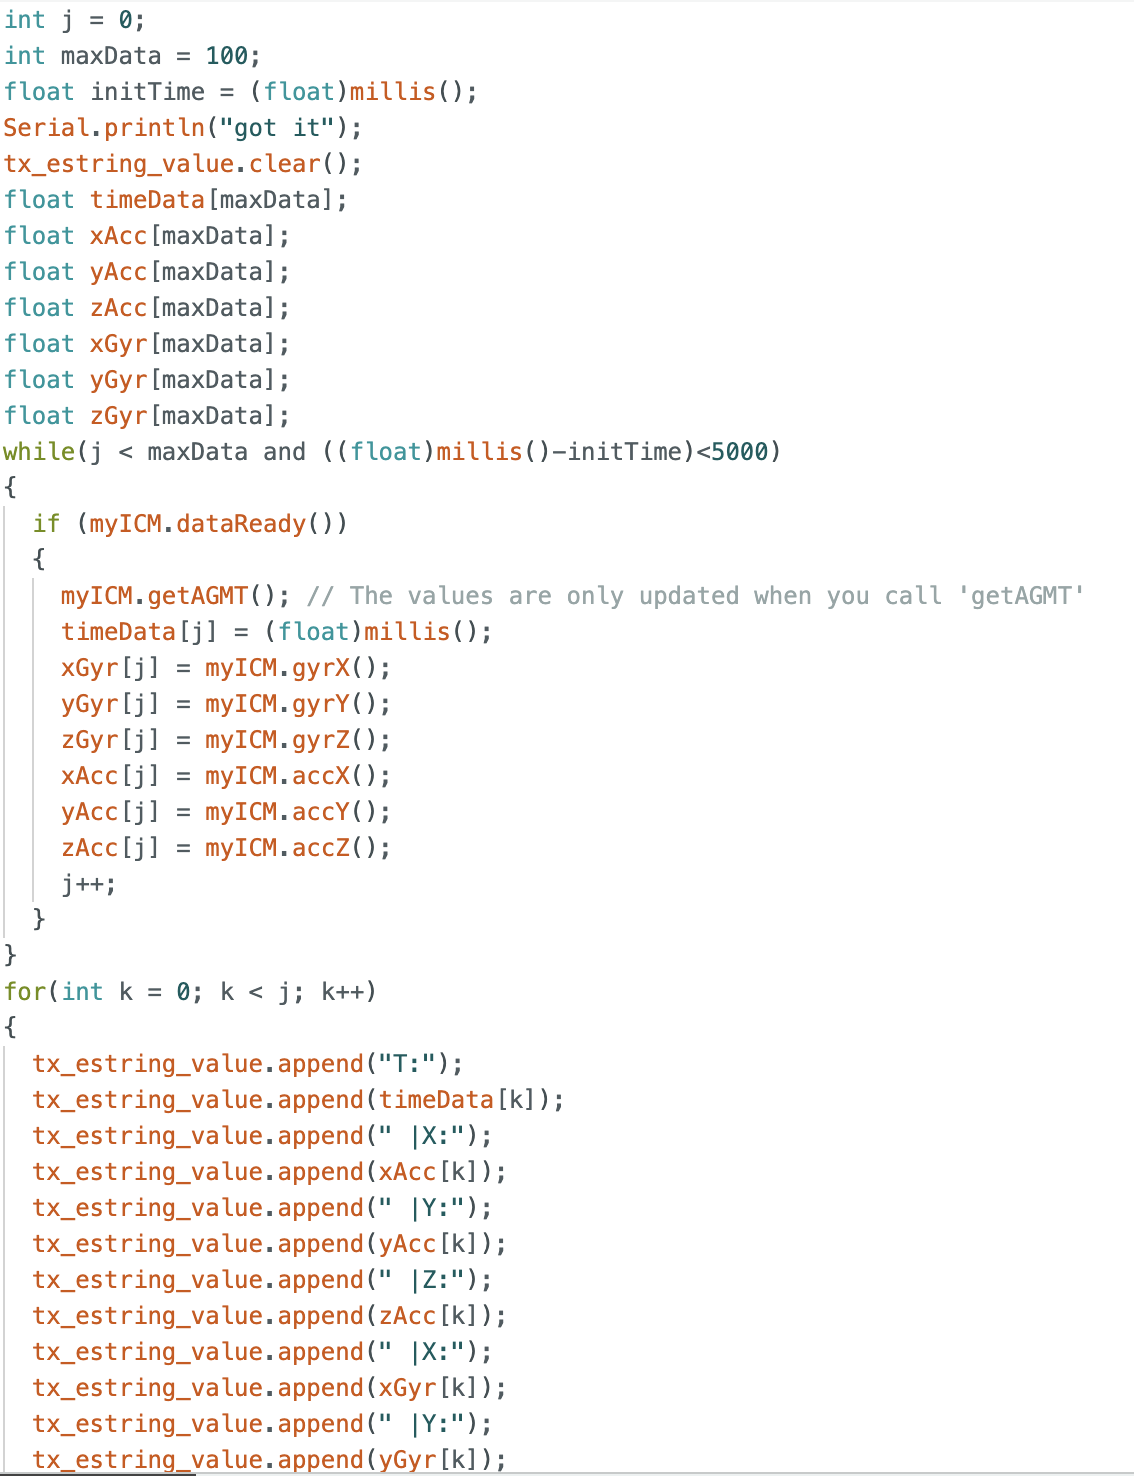 int j = 0;
int maxData = 100;
float initTime = (float)millis();
Serial.println("got it");
tx_estring_value.clear();
float timeData[maxData];
float xAcc[maxData];
float yAcc[maxData];
float zAcc[maxData];
float xGyr[maxData];
float yGyr[maxData];
float zGyr[maxData];
while(j < maxData and ((float)millis()-initTime)<5000)
{
  if (myICM.dataReady())
  {
    myICM.getAGMT(); // The values are only updated when you call 'getAGMT'
    timeData[j] = (float)millis();
    xGyr[j] = myICM.gyrX();
    yGyr[j] = myICM.gyrY();
    zGyr[j] = myICM.gyrZ();
    xAcc[j] = myICM.accX();
    yAcc[j] = myICM.accY();
    zAcc[j] = myICM.accZ();
    j++;
  }
}
for(int k = 0; k < j; k++)
{
  tx_estring_value.append("T:");
  tx_estring_value.append(timeData[k]);
  tx_estring_value.append(" |X:");
  tx_estring_value.append(xAcc[k]);
  tx_estring_value.append(" |Y:");
  tx_estring_value.append(yAcc[k]);
  tx_estring_value.append(" |Z:");
  tx_estring_value.append(zAcc[k]);
  tx_estring_value.append(" |X:");
  tx_estring_value.append(xGyr[k]);
  tx_estring_value.append(" |Y:");
  tx_estring_value.append(yGyr[k]);